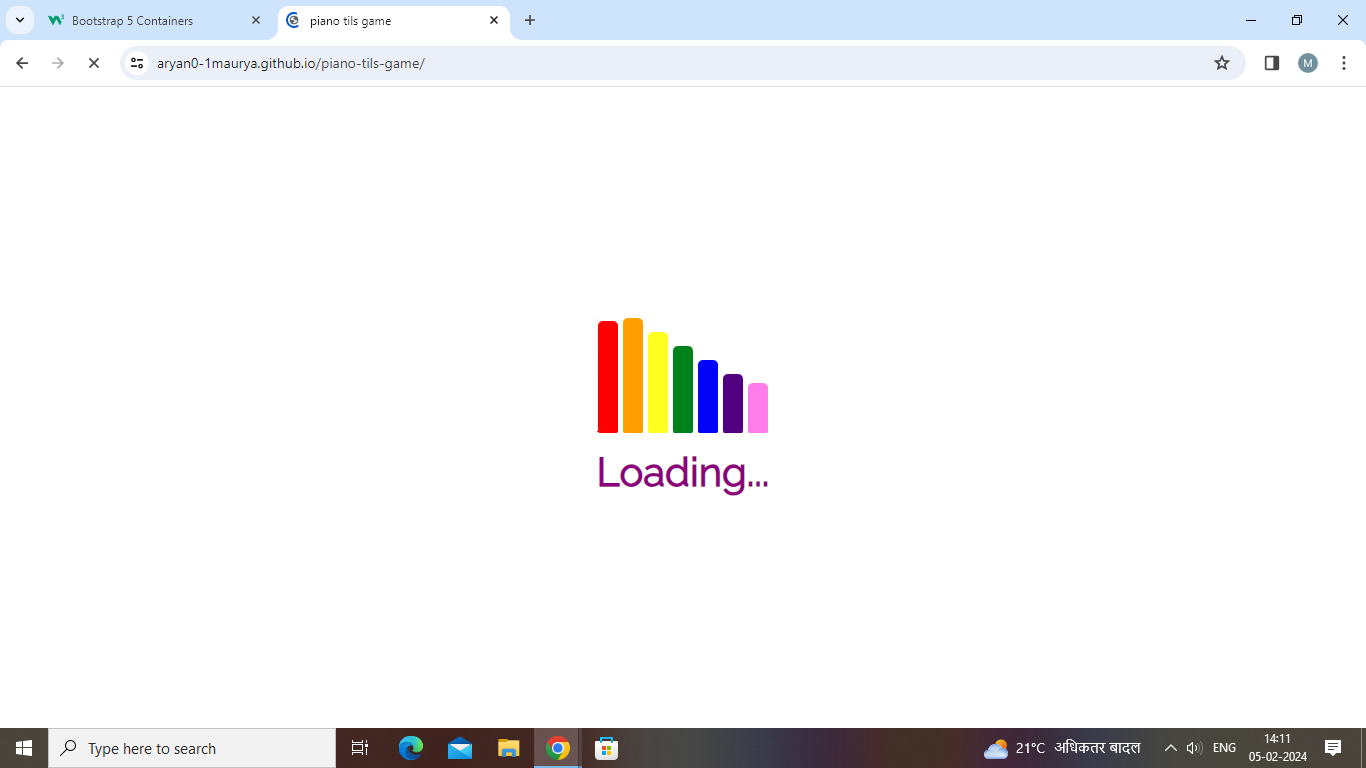 Bootstrap 5 Containers
piano tils game
aryan0-1maurya.github.io/piano-tils-game/
M
Loading...
Type here to search
21°C अधिकतर बादल
ENG
14:11
05-02-2024